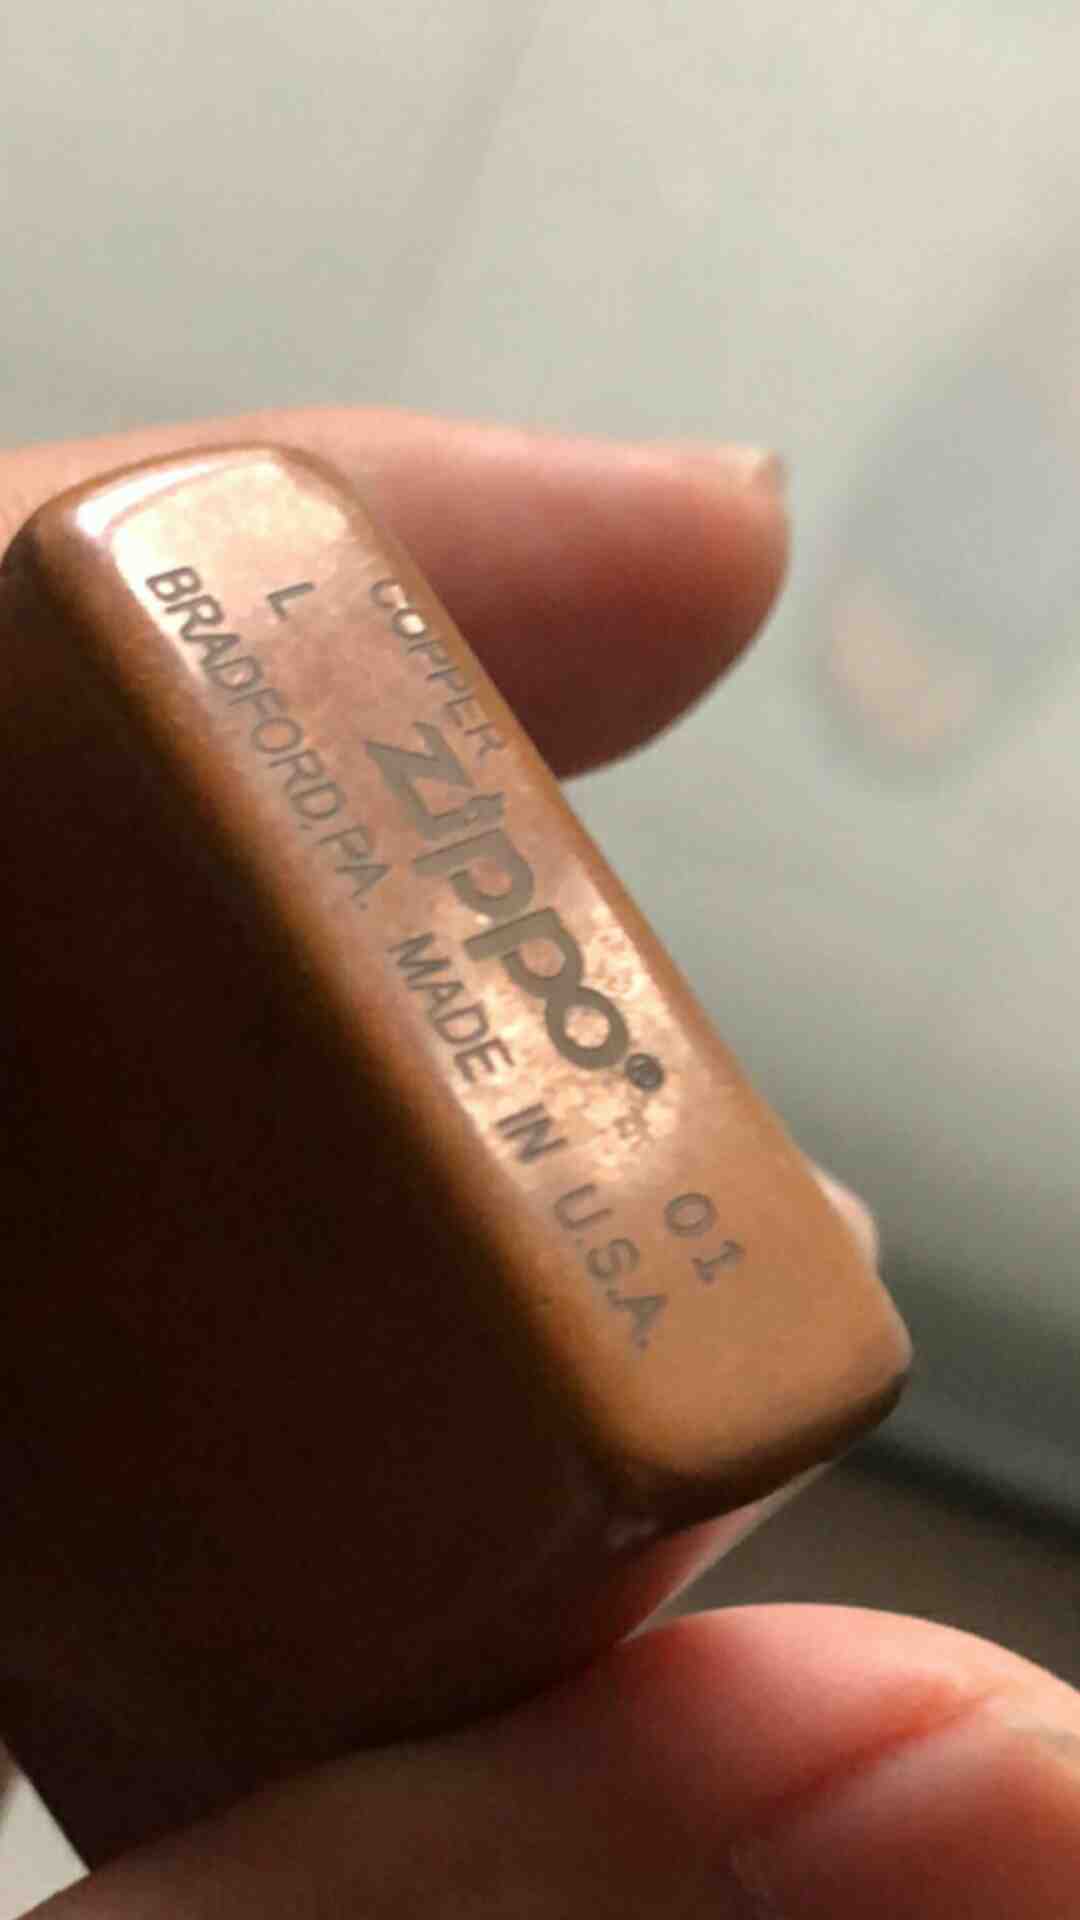 COPPER
L Zippo® 01
BRADFORD, PA. MADE IN U.S.A.